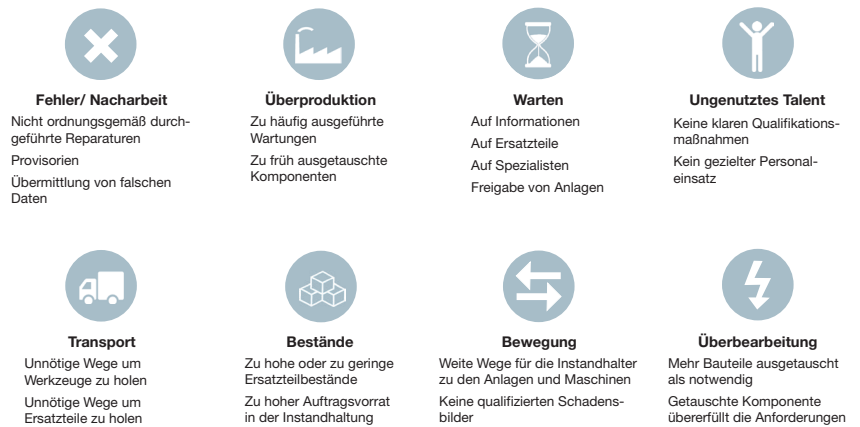 Fehler/ Nacharbeit
Nicht ordnungsgemäß durch-
geführte Reparaturen
Provisorien
Übermittlung von falschen
Daten
Überproduktion
Zu häufig ausgeführte
Wartungen
Zu früh ausgetauschte
Komponenten
Warten
Auf Informationen
Auf Ersatzteile
Auf Spezialisten
Freigabe von Anlagen
Ungenutztes Talent
Keine klaren Qualifikations-
maßnahmen
Kein gezielter Personal-
einsatz
Transport
Unnötige Wege um
Werkzeuge zu holen
Unnötige Wege um
Ersatzteile zu holen
Bestände
Zu hohe oder zu geringe
Ersatzteilbestände
Zu hoher Auftragsvorrat
in der Instandhaltung
Bewegung
Weite Wege für die Instandhalter
zu den Anlagen und Maschinen
Keine qualifizierten Schadens-
bilder
Überbearbeitung
Mehr Bauteile ausgetauscht
als notwendig
Getauschte Komponente
übererfüllt die Anforderungen